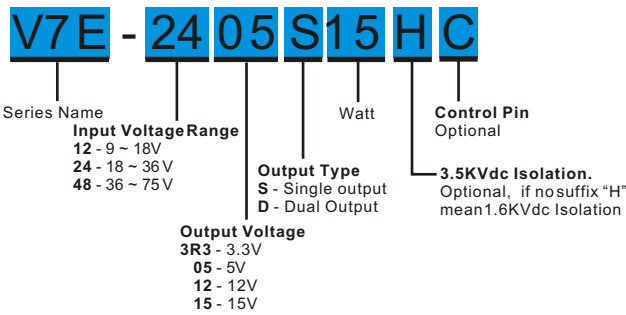 V7E - 24 05 S 15 H C
Series Name
Input Voltage Range
12 - 9 ~ 18V
24 - 18 ~ 36 V
48 - 36 ~ 75 V
Output Voltage
3R3 - 3.3V
05 - 5V
12 - 12V
15 - 15V
Output Type
S - Single output
D - Dual Output
Watt
Control Pin
Optional
3.5KVdc Isolation.
Optional, if no suffix “H”
mean1.6KVdc Isolation